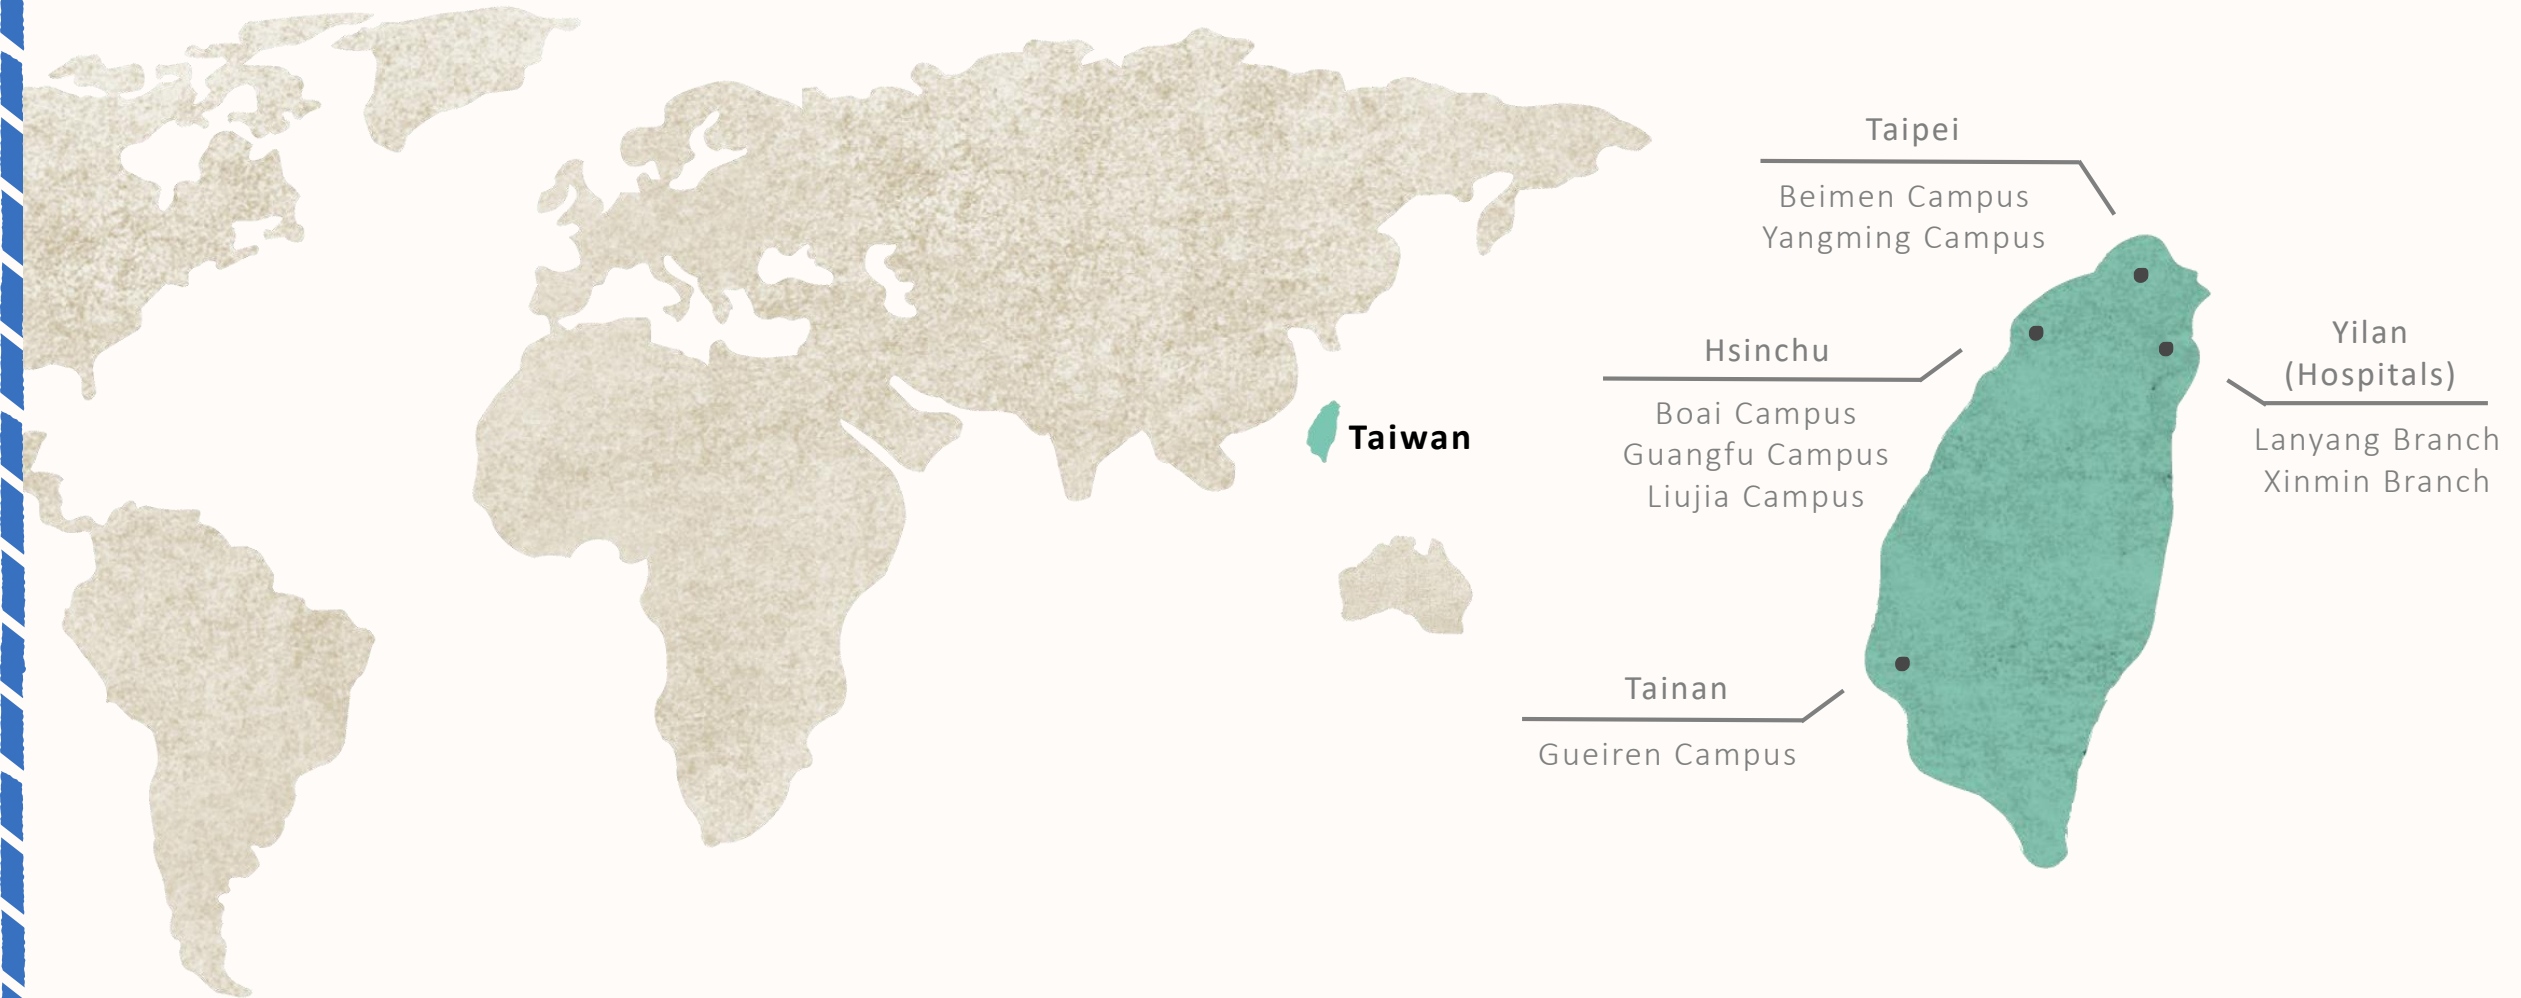 Taiwan
Taipei
Beimen Campus
Yangming Campus
Hsinchu
Boai Campus
Guangfu Campus
Liujia Campus
Yilan
(Hospitals)
Lanyang Branch
Xinmin Branch
Tainan
Gueiren Campus